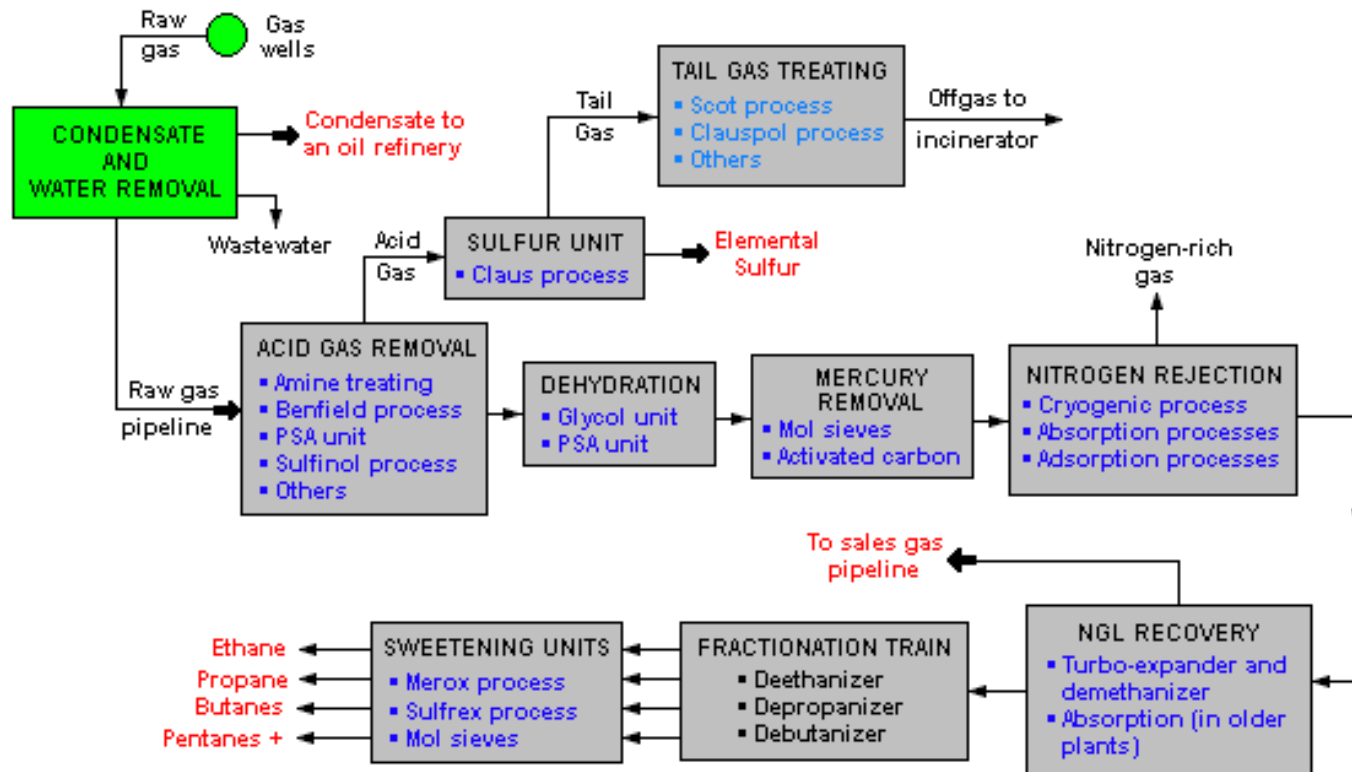 Raw
gas
Gas
wells
CONDENSATE
AND
WATER REMOVAL
Condensate to
an oil refinery
Wastewater
Tail
Gas
TAIL GAS TREATING
▪ Scot process
▪ Clauspol process
▪ Others
Offgas to
incinerator
Acid
Gas
SULFUR UNIT
▪ Claus process
Elemental
Sulfur
Nitrogen-rich
gas
Raw gas
pipeline
ACID GAS REMOVAL
▪ Amine treating
▪ Benfield process
▪ PSA unit
▪ Sulfinol process
▪ Others
DEHYDRATION
▪ Glycol unit
▪ PSA unit
MERCURY
REMOVAL
▪ Mol sieves
▪ Activated carbon
NITROGEN REJECTION
▪ Cryogenic process
▪ Absorption processes
▪ Adsorption processes
To sales gas
pipeline
NGL RECOVERY
▪ Turbo-expander and
demethanizer
▪ Absorption (in older
plants)
FRACTIONATION TRAIN
▪ Deethanizer
▪ Depropanizer
▪ Debutanizer
SWEETENING UNITS
▪ Merox process
▪ Sulfrex process
▪ Mol sieves
Ethane
Propane
Butanes
Pentanes +